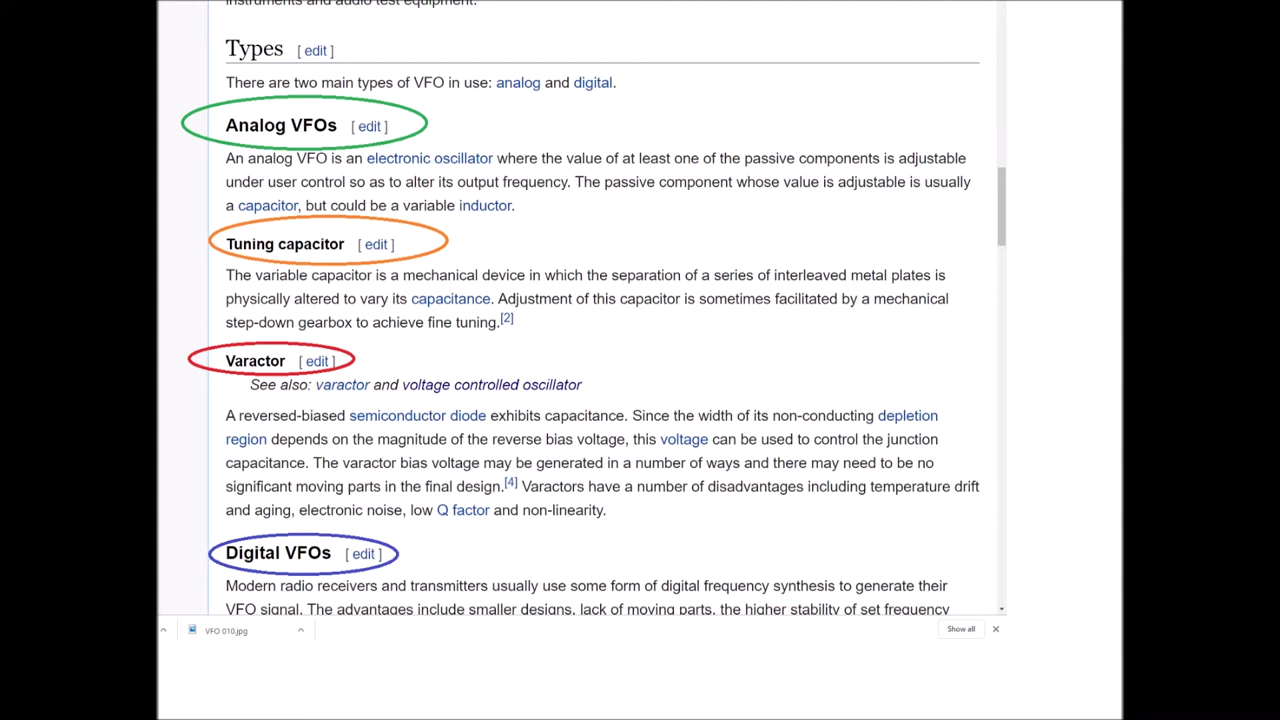 instruments and audio test equipment.
Types [ edit ]
There are two main types of VFO in use: analog and digital.
Analog VFOs [ edit ]
An analog VFO is an electronic oscillator where the value of at least one of the passive components is adjustable
under user control so as to alter its output frequency. The passive component whose value is adjustable is usually
a capacitor, but could be a variable inductor.
Tuning capacitor [ edit ]
The variable capacitor is a mechanical device in which the separation of a series of interleaved metal plates is
physically altered to vary its capacitance. Adjustment of this capacitor is sometimes facilitated by a mechanical
step-down gearbox to achieve fine tuning.[2]
Varactor [ edit ]
See also: varactor and voltage controlled oscillator
A reversed-biased semiconductor diode exhibits capacitance. Since the width of its non-conducting depletion
region depends on the magnitude of the reverse bias voltage, this voltage can be used to control the junction
capacitance. The varactor bias voltage may be generated in a number of ways and there may need to be no
significant moving parts in the final design.[4] Varactors have a number of disadvantages including temperature drift
and aging, electronic noise, low Q factor and non-linearity.
Digital VFOs [ edit ]
Modern radio receivers and transmitters usually use some form of digital frequency synthesis to generate their
VFO signal. The advantages include smaller designs, lack of moving parts, the higher stability of set frequency
VFO 010.jpg
Show all